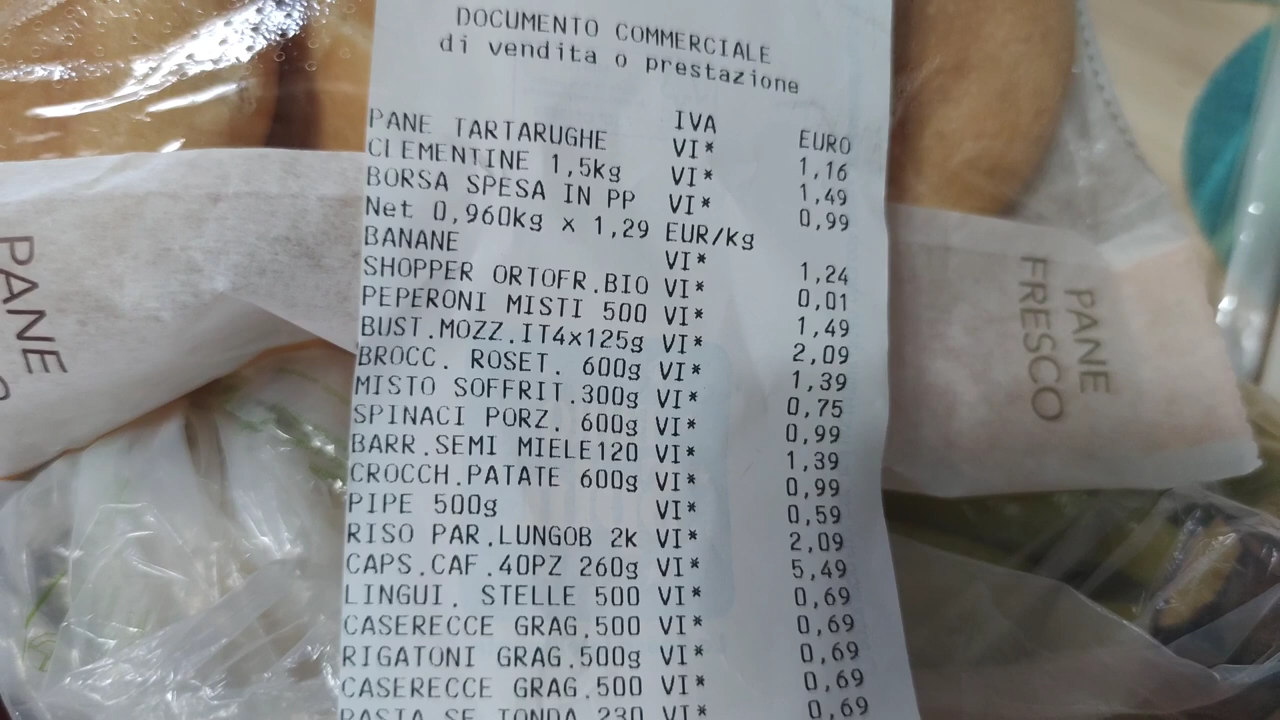 DOCUMENTO COMMERCIALE
di vendita o prestazione
IVA EURO
PANE TARTARUGHE VI* 1,16
CLEMENTINE 1,5kg VI* 1,49
BORSA SPESA IN PP VI* 0,99
Net 0,960kg x 1,29 EUR/kg
BANANE VI* 1,24
SHOPPER ORTOFR.BIO VI* 0,01
PEPERONI MISTI 500 VI* 1,49
BUST.MOZZ.IT4x125g VI* 2,09
BROCC. ROSET. 600g VI* 1,39
MISTO SOFFRIT.300g VI* 0,75
SPINACI PORZ. 600g VI* 0,99
BARR.SEMI MIELE120 VI* 1,39
CROCCH.PATATE 600g VI* 0,99
PIPE 500g VI* 0,59
RISO PAR.LUNGOB 2k VI* 2,09
CAPS.CAF.40PZ 260g VI* 5,49
LINGUI. STELLE 500 VI* 0,69
CASERECCE GRAG.500 VI* 0,69
RIGATONI GRAG.500g VI* 0,69
CASERECCE GRAG.500 VI* 0,69
PASTA TONDA 230 VI* 0,69
PANE
PANE
FRESCO